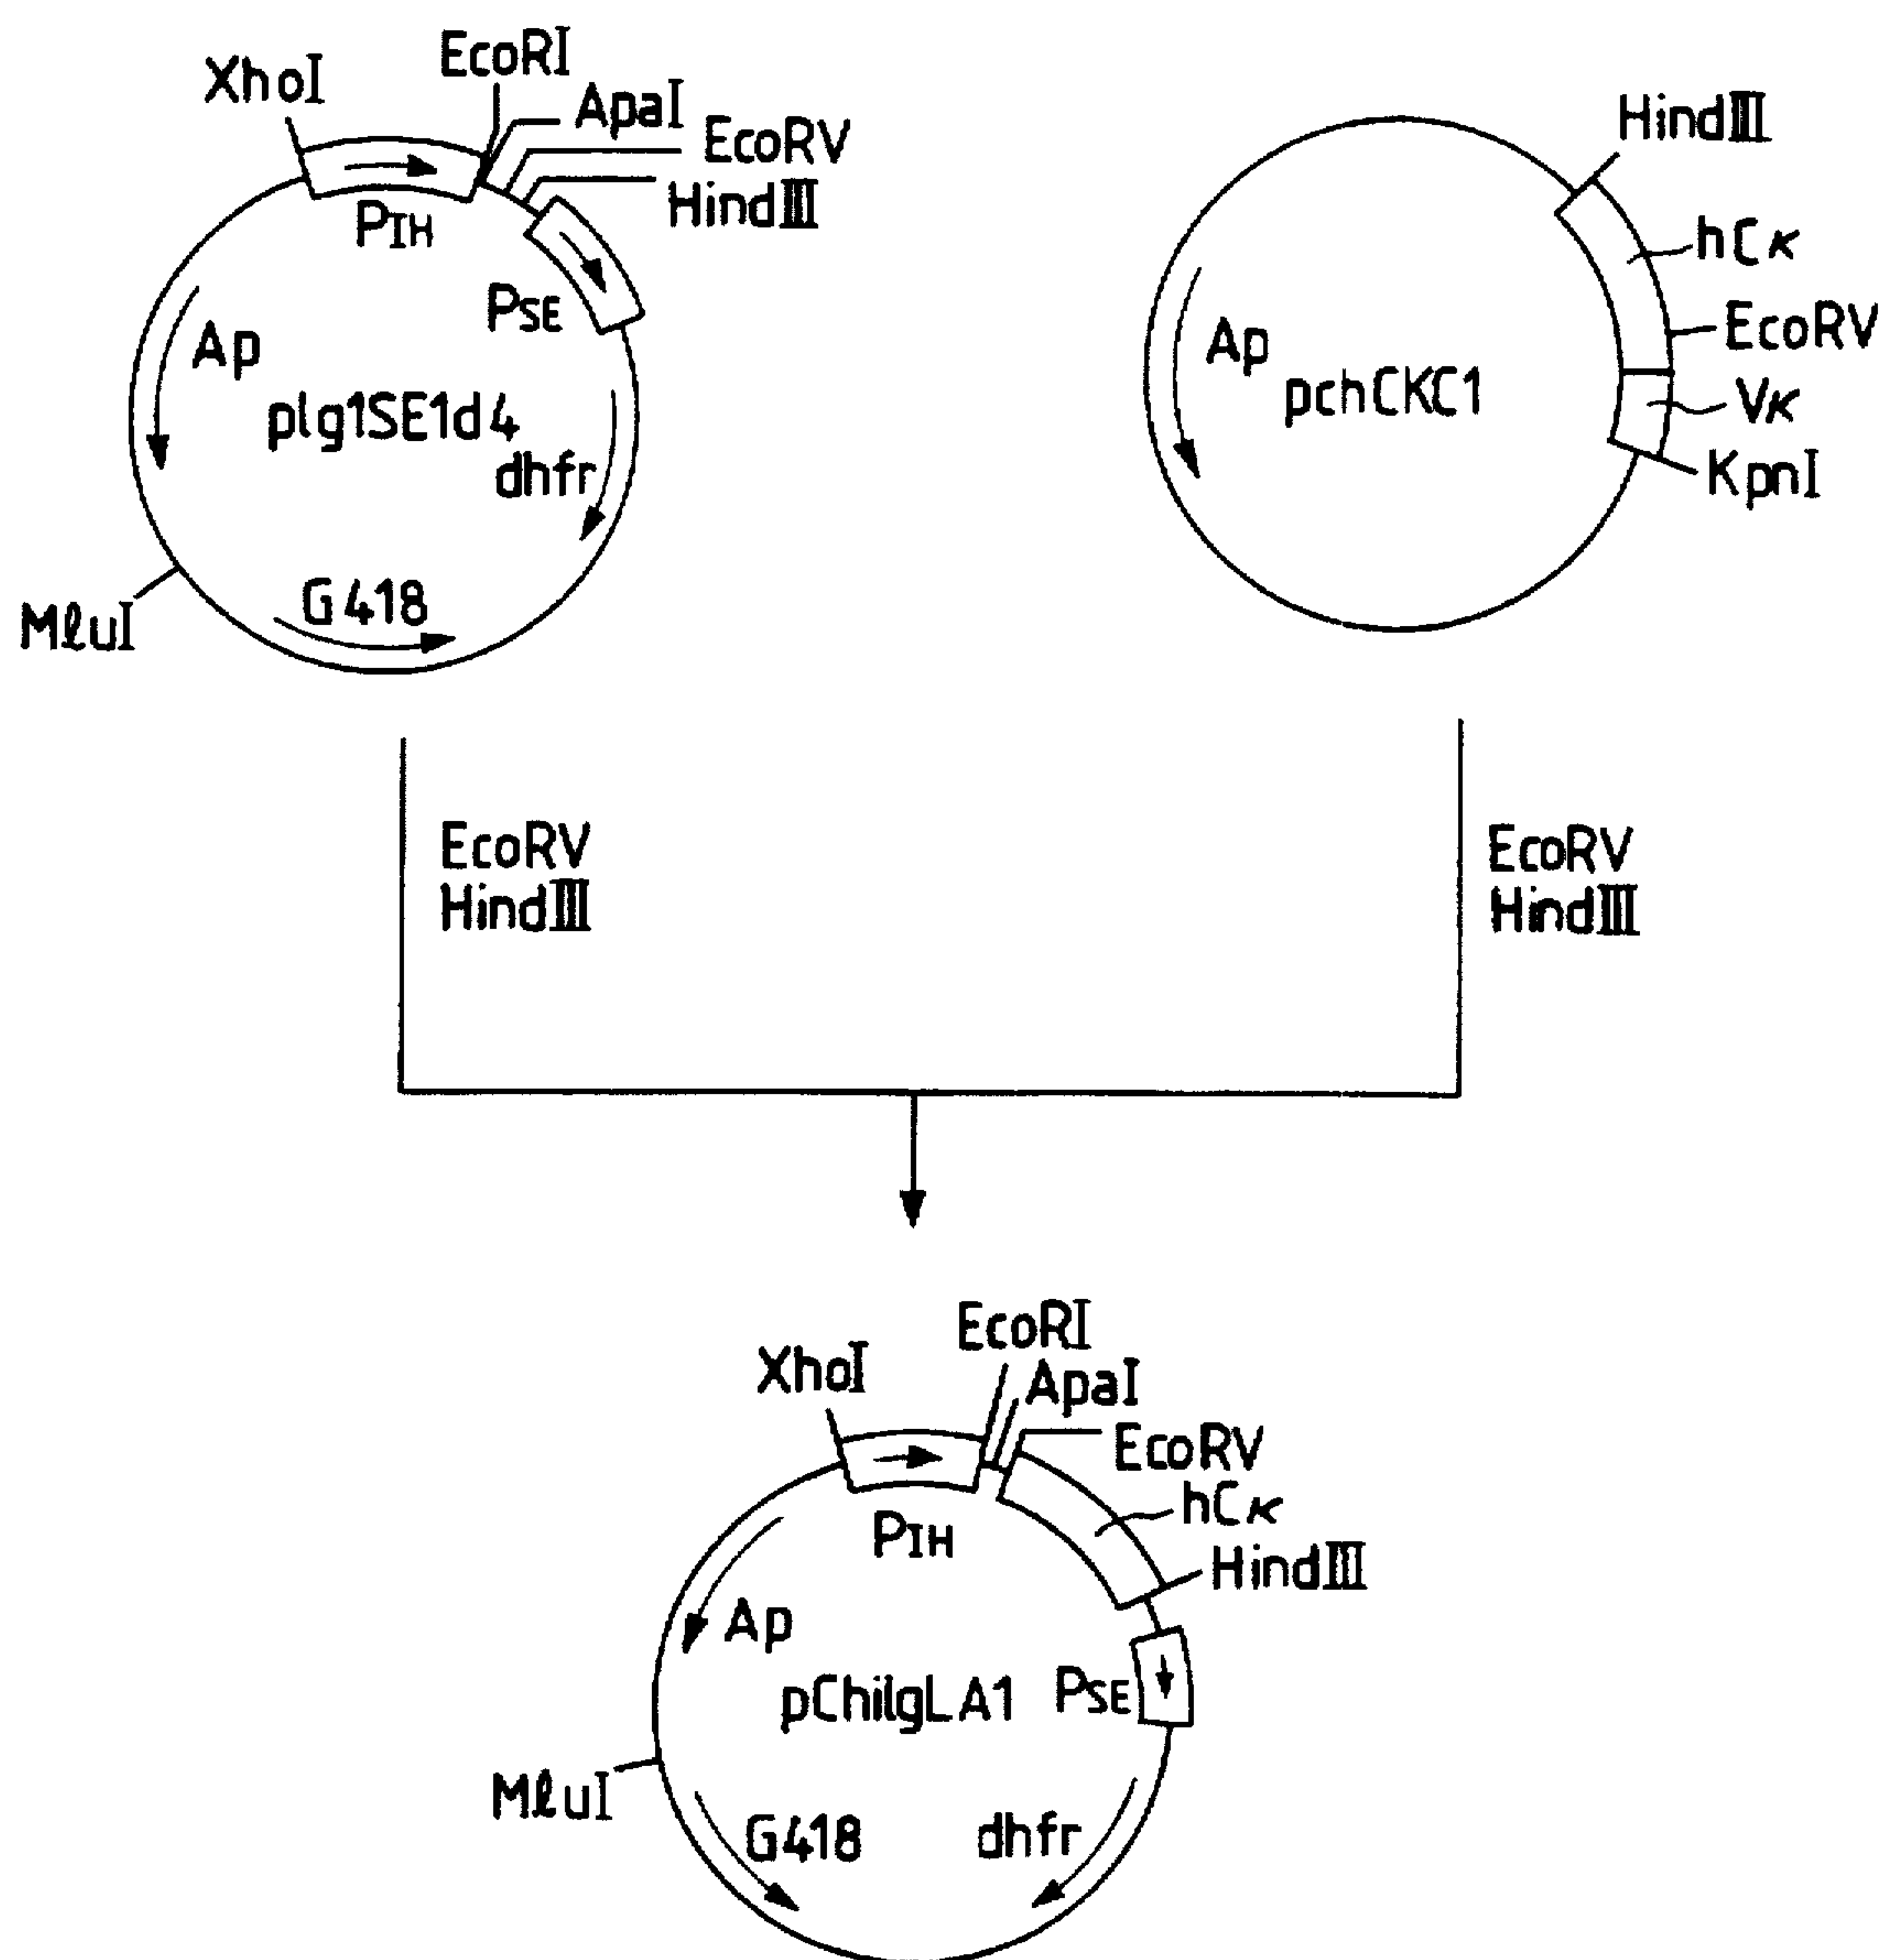 XhoI
EcoRI
ApaI
EcoRV
HindIII
PIH
PSE
Ap
pIg1SE1d4
dhfr
G418
MluI
HindIII
hCκ
EcoRV
Vκ
KpnI
Ap
pchCKC1
EcoRV
HindIII
EcoRV
HindIII
XhoI
EcoRI
ApaI
EcoRV
hCκ
HindIII
PIH
Ap
pChiIgLA1
PSE
MluI
G418
dhfr